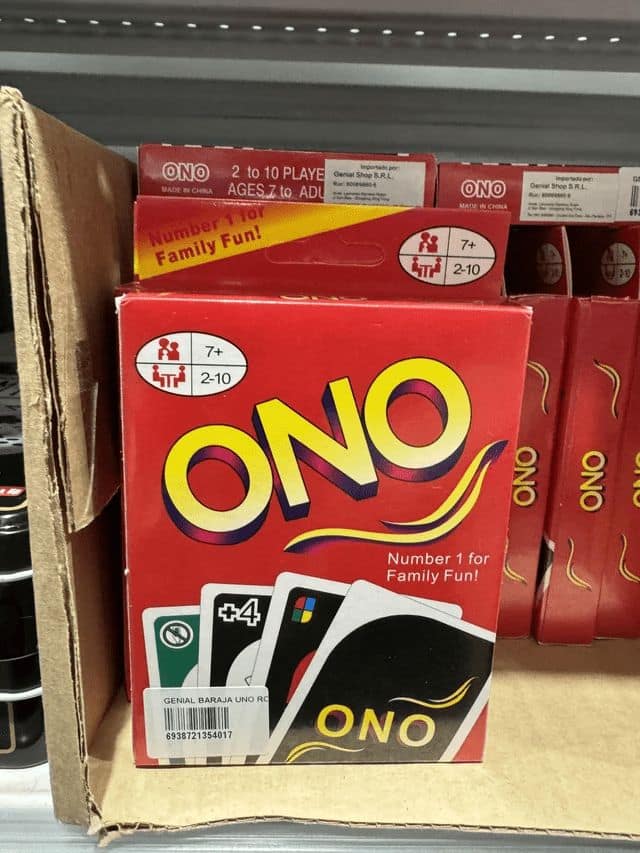 ONO
MADE IN CHINA
2 to 10 PLAYE
AGES 7 to ADU
Importado por:
Genial Shop S.R.L.
ONO
MADE IN CHINA
Importado por:
Genial Shop S.R.L.
Number 1 for
Family Fun!
7+
2-10
7+
2-10
ONO
Number 1 for
Family Fun!
+4
ONO
GENIAL BARAJA UNO RO
6938721354017
ONO
ONO
ONO